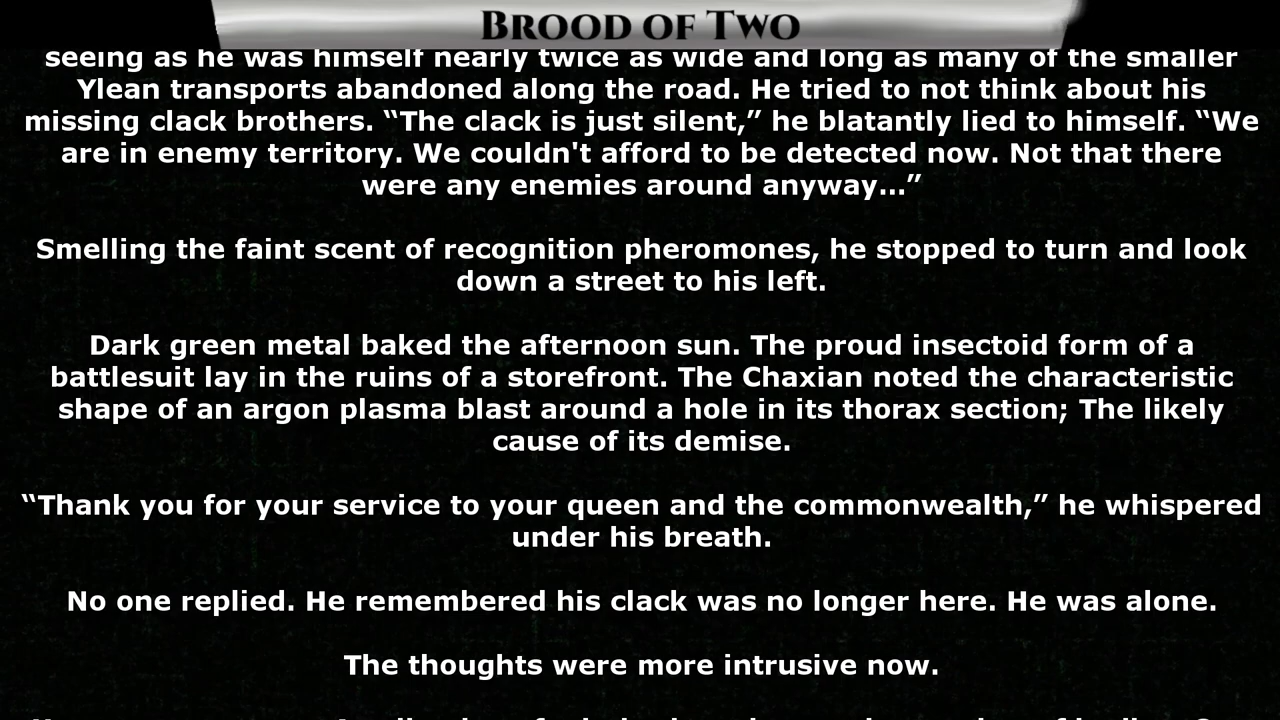 Brood of Two
seeing as he was himself nearly twice as wide and long as many of the smaller
Ylean transports abandoned along the road. He tried to not think about his
missing clack brothers. “The clack is just silent,” he blatantly lied to himself. “We
are in enemy territory. We couldn't afford to be detected now. Not that there
were any enemies around anyway...”
Smelling the faint scent of recognition pheromones, he stopped to turn and look
down a street to his left.
Dark green metal baked the afternoon sun. The proud insectoid form of a
battlesuit lay in the ruins of a storefront. The Chaxian noted the characteristic
shape of an argon plasma blast around a hole in its thorax section; The likely
cause of its demise.
“Thank you for your service to your queen and the commonwealth,” he whispered
under his breath.
No one replied. He remembered his clack was no longer here. He was alone.
The thoughts were more intrusive now.